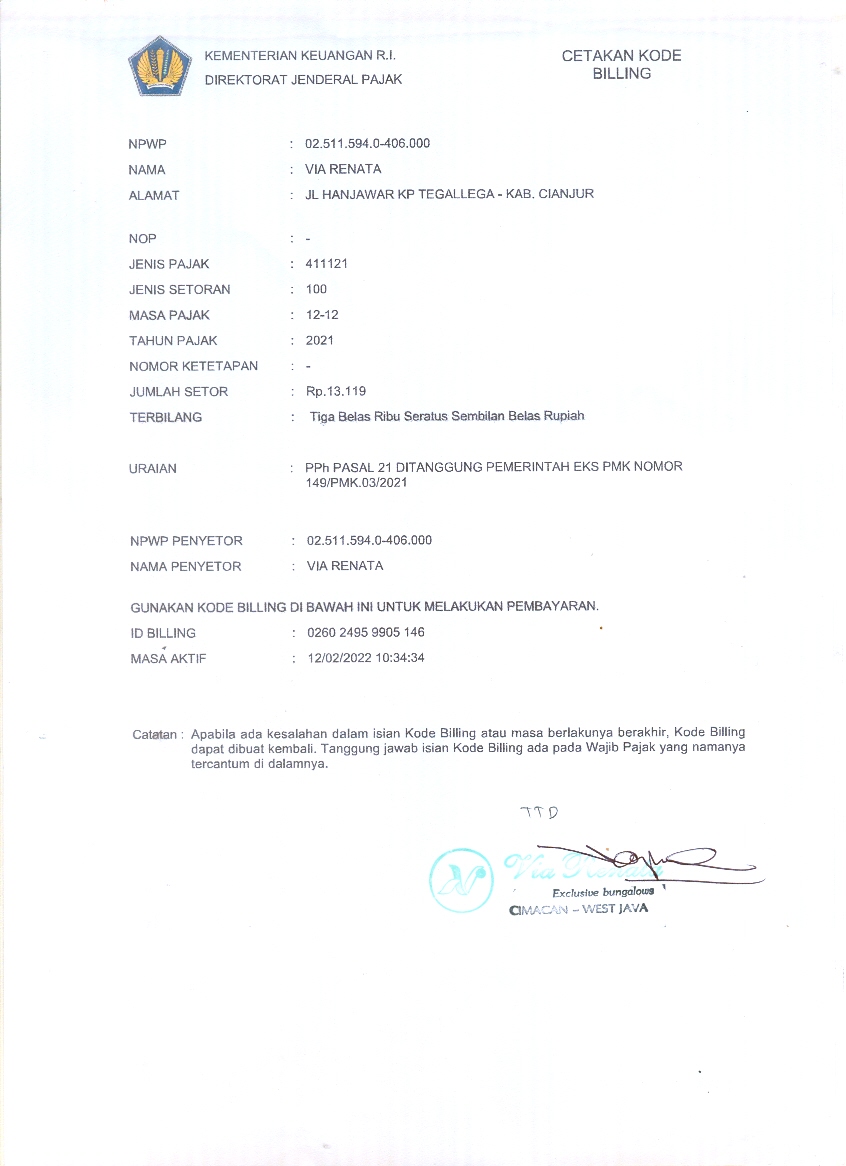 KEMENTERIAN KEUANGAN R.I.
DIREKTORAT JENDERAL PAJAK
CETAKAN KODE
BILLING
NPWP : 02.511.594.0-406.000
NAMA : VIA RENATA
ALAMAT : JL HANJAWAR KP TEGALLEGA - KAB. CIANJUR
NOP : -
JENIS PAJAK : 411121
JENIS SETORAN : 100
MASA PAJAK : 12-12
TAHUN PAJAK : 2021
NOMOR KETETAPAN : -
JUMLAH SETOR : Rp.13.119
TERBILANG : Tiga Belas Ribu Seratus Sembilan Belas Rupiah
URAIAN : PPh PASAL 21 DITANGGUNG PEMERINTAH EKS PMK NOMOR
149/PMK.03/2021
NPWP PENYETOR : 02.511.594.0-406.000
NAMA PENYETOR : VIA RENATA
GUNAKAN KODE BILLING DI BAWAH INI UNTUK MELAKUKAN PEMBAYARAN.
ID BILLING : 0260 2495 9905 146
MASA AKTIF : 12/02/2022 10:34:34
Catatan : Apabila ada kesalahan dalam isian Kode Billing atau masa berlakunya berakhir, Kode Billing
dapat dibuat kembali. Tanggung jawab isian Kode Billing ada pada Wajib Pajak yang namanya
tercantum di dalamnya.
TTD
Via Renata
Exclusive bungalows
CIMACAN - WEST JAVA